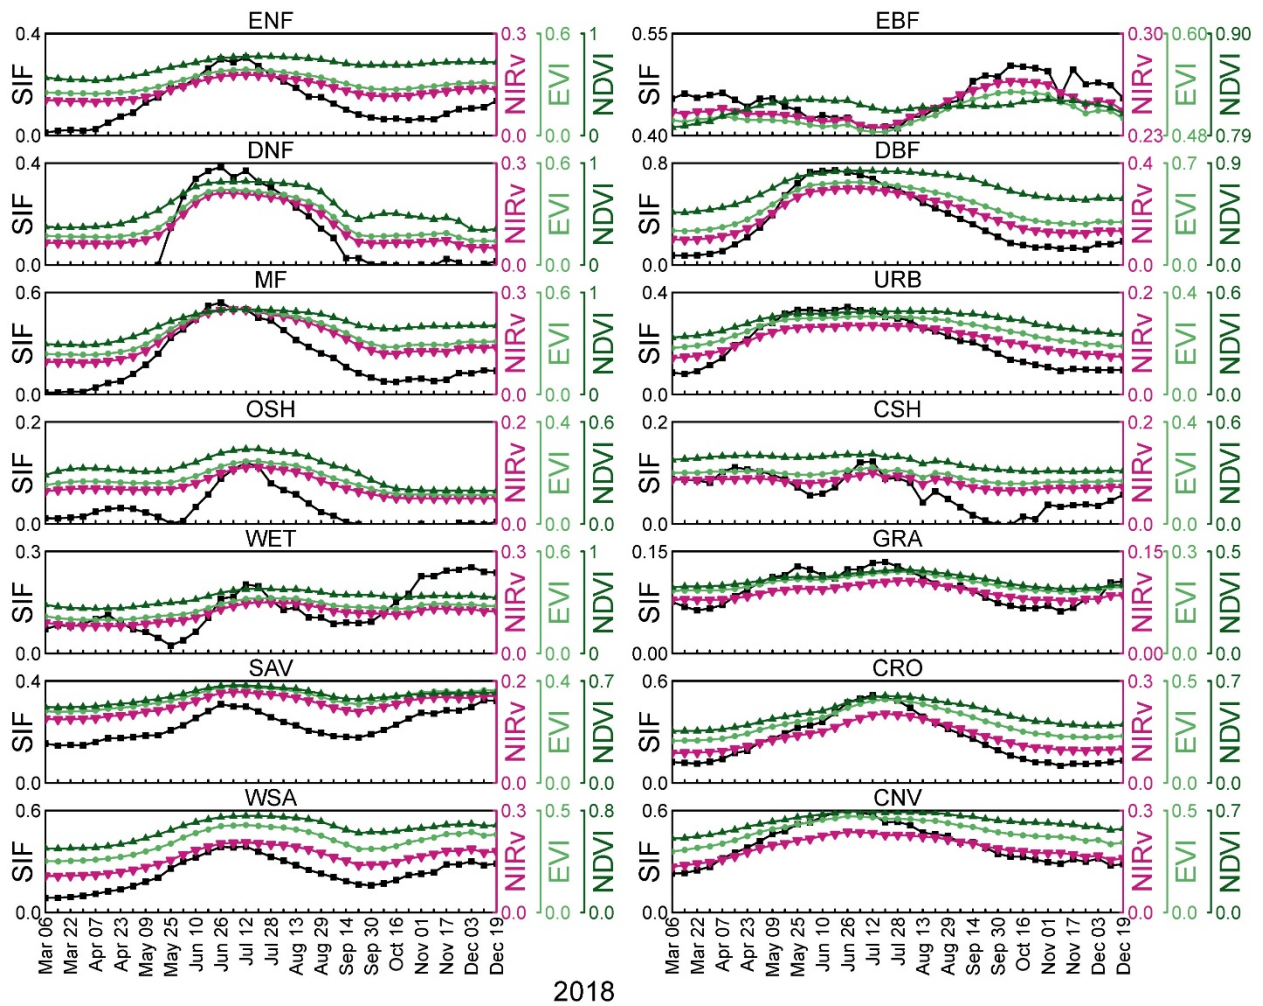 ENF
EBF
0.4 0.3 0.6 1
0.55 0.30 0.60 0.90
SIF NIRv EVI NDVI
SIF NIRv EVI NDVI
0.0 0.0 0.0 0
0.40 0.23 0.48 0.79
DNF
DBF
0.4 0.3 0.6 1
0.8 0.4 0.7 0.9
SIF NIRv EVI NDVI
SIF NIRv EVI NDVI
0.0 0.0 0.0 0
0.0 0.0 0.0 0.0
MF
URB
0.6 0.3 0.6 1
0.4 0.2 0.4 0.6
SIF NIRv EVI NDVI
SIF NIRv EVI NDVI
0.0 0.0 0.0 0
0.0 0.0 0.0 0.0
OSH
CSH
0.2 0.2 0.4 0.6
0.2 0.2 0.4 0.6
SIF NIRv EVI NDVI
SIF NIRv EVI NDVI
0.0 0.0 0.0 0.0
0.0 0.0 0.0 0.0
WET
GRA
0.3 0.3 0.6 1
0.15 0.15 0.3 0.5
SIF NIRv EVI NDVI
SIF NIRv EVI NDVI
0.0 0.0 0.0 0
0.00 0.00 0.0 0.0
SAV
CRO
0.4 0.2 0.4 0.7
0.6 0.3 0.5 0.7
SIF NIRv EVI NDVI
SIF NIRv EVI NDVI
0.0 0.0 0.0 0.0
0.0 0.0 0.0 0.0
WSA
CNV
0.6 0.3 0.5 0.8
0.6 0.3 0.5 0.7
SIF NIRv EVI NDVI
SIF NIRv EVI NDVI
0.0 0.0 0.0 0.0
0.0 0.0 0.0 0.0
Mar 06 Mar 22 Apr 07 Apr 23 May 09 May 25 Jun 10 Jun 26 Jul 12 Jul 28 Aug 13 Aug 29 Sep 14 Sep 30 Oct 16 Nov 01 Nov 17 Dec 03 Dec 19
Mar 06 Mar 22 Apr 07 Apr 23 May 09 May 25 Jun 10 Jun 26 Jul 12 Jul 28 Aug 13 Aug 29 Sep 14 Sep 30 Oct 16 Nov 01 Nov 17 Dec 03 Dec 19
2018